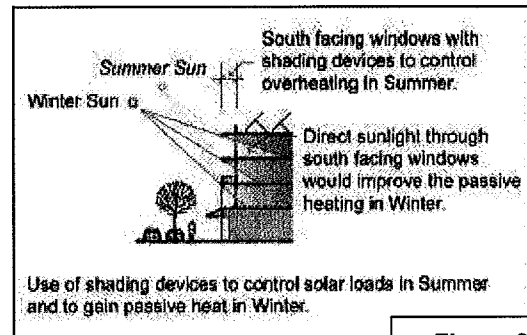 South facing windows with
shading devices to control
overheating in Summer.
Summer Sun
Winter Sun
Direct sunlight through
south facing windows
would improve the passive
heating in Winter.
Use of shading devices to control solar loads in Summer
and to gain passive heat in Winter.